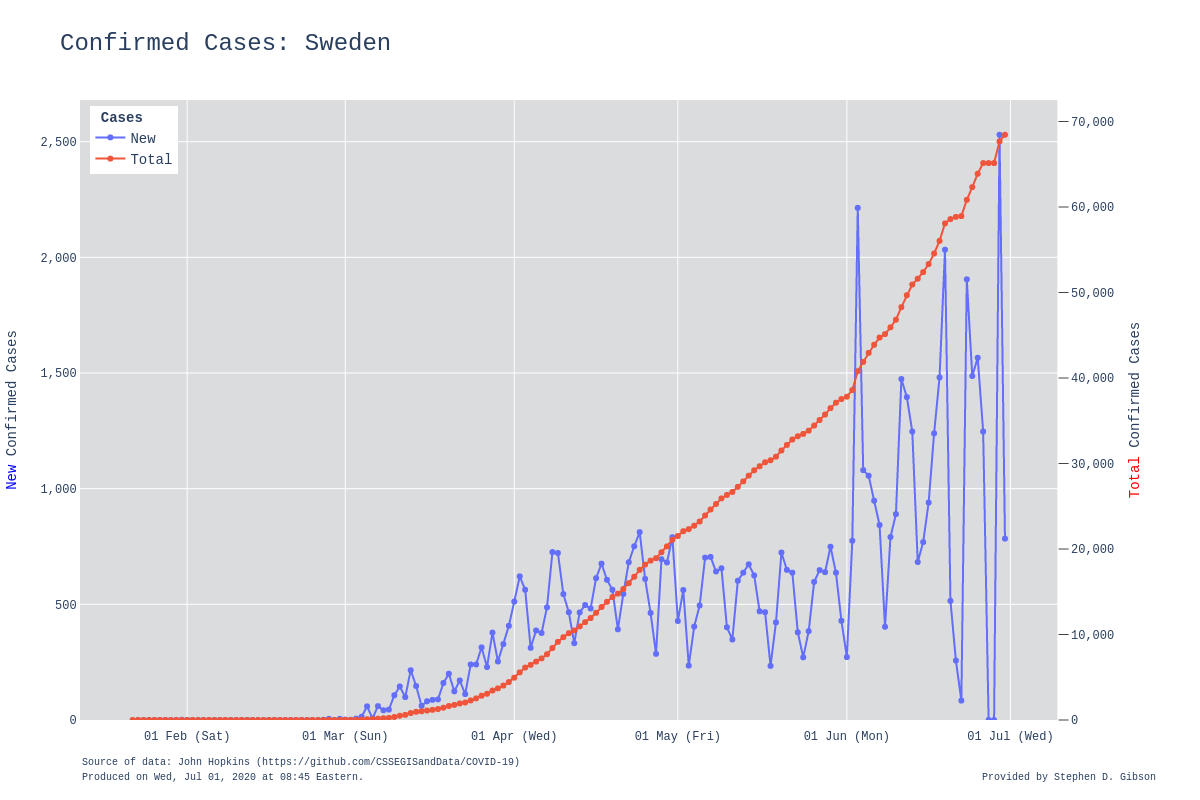 Confirmed Cases: Sweden
Cases
New
Total
2,500
2,000
1,500
1,000
500
0
New Confirmed Cases
70,000
60,000
50,000
40,000
30,000
20,000
10,000
0
Total Confirmed Cases
01 Feb (Sat)
01 Mar (Sun)
01 Apr (Wed)
01 May (Fri)
01 Jun (Mon)
01 Jul (Wed)
Source of data: John Hopkins (https://github.com/CSSEGISandData/COVID-19)
Produced on Wed, Jul 01, 2020 at 08:45 Eastern.
Provided by Stephen D. Gibson